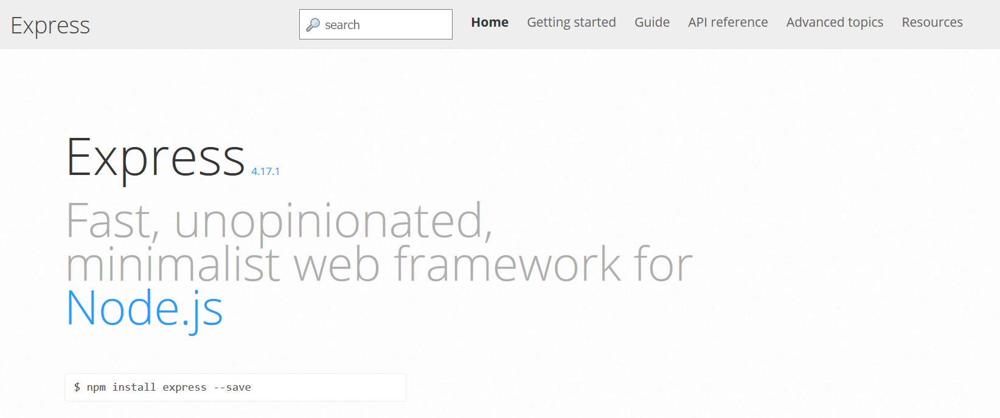 Express
search
Home Getting started Guide API reference Advanced topics Resources
Express 4.17.1
Fast, unopinionated,
minimalist web framework for
Node.js
$ npm install express --save